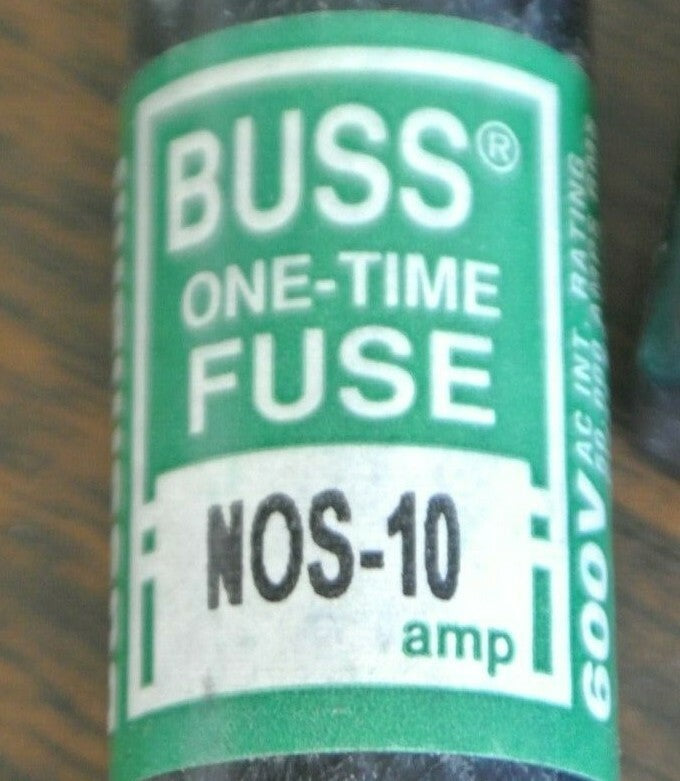 BUSS®
ONE-TIME
FUSE
NOS-10
amp
600V AC INT. RATING